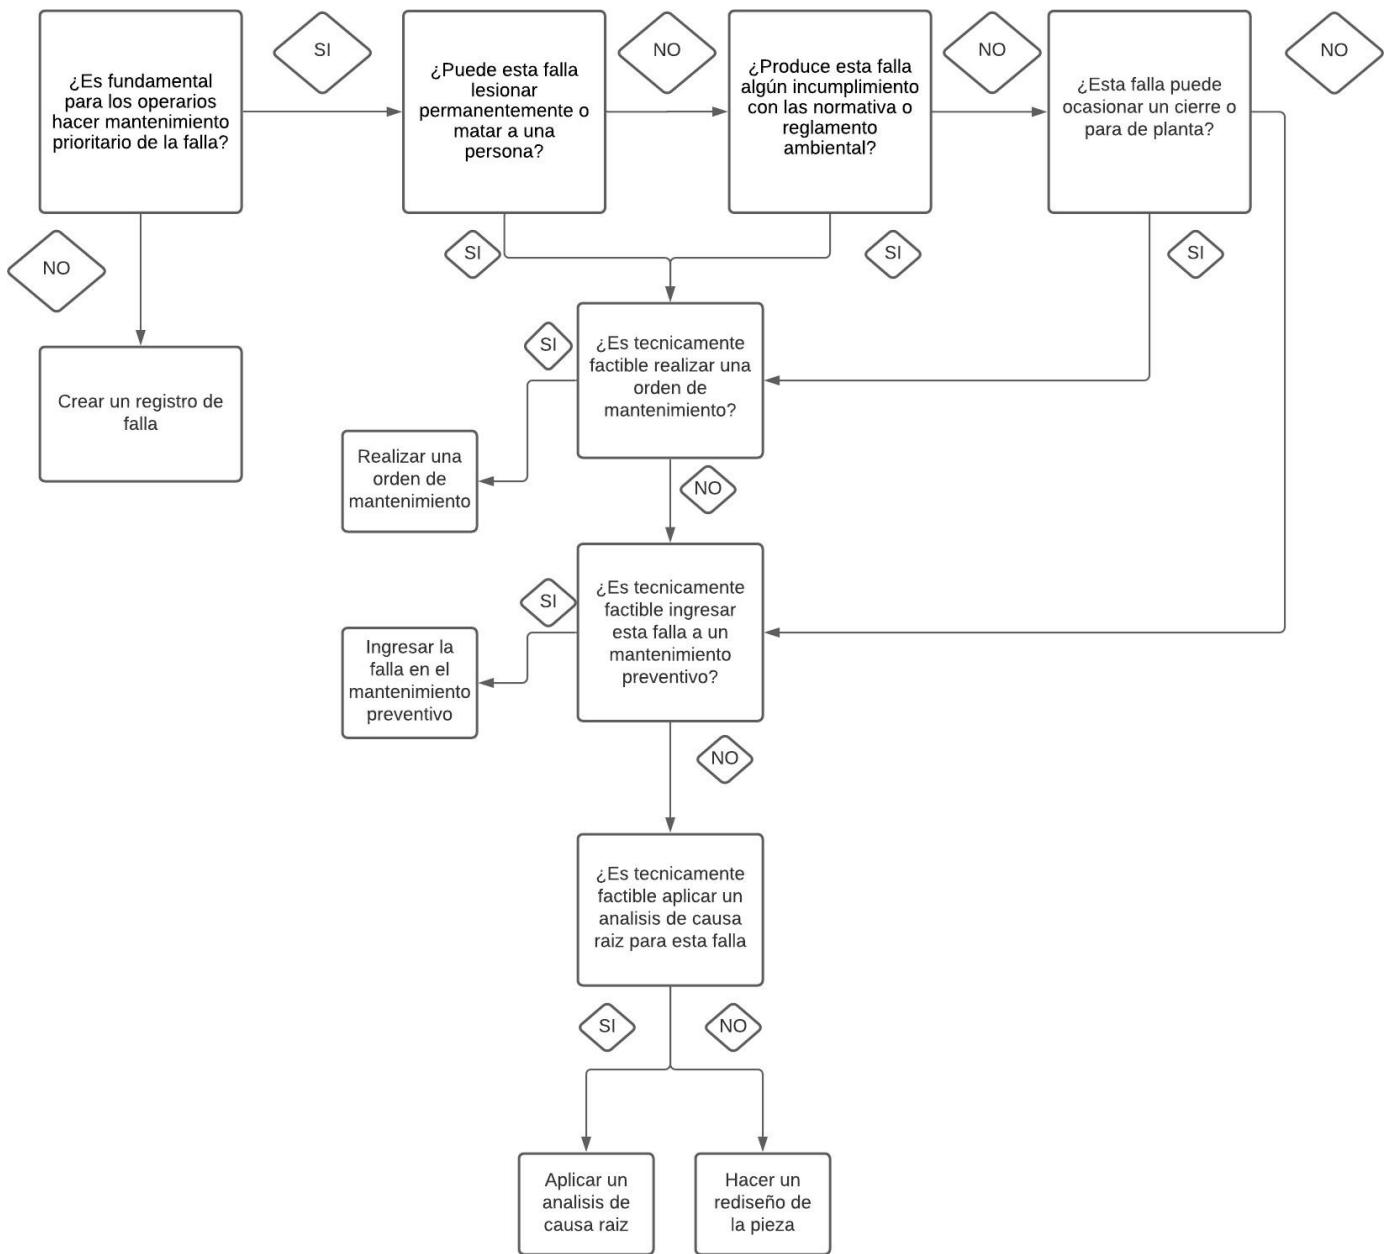 ¿Es fundamental
para los operarios
hacer mantenimiento
prioritario de la falla?
SI
¿Puede esta falla
lesionar
permanentemente o
matar a una
persona?
NO
¿Produce esta falla
algún incumplimiento
con las normativa o
reglamento
ambiental?
NO
¿Esta falla puede
ocasionar un cierre o
para de planta?
NO
NO
SI
SI
SI
Crear un registro de
falla
¿Es tecnicamente
factible realizar una
orden de
mantenimiento?
SI
Realizar una
orden de
mantenimiento
NO
¿Es tecnicamente
factible ingresar
esta falla a un
mantenimiento
preventivo?
SI
Ingresar la
falla en el
mantenimiento
preventivo
NO
¿Es tecnicamente
factible aplicar un
analisis de causa
raiz para esta falla
SI
NO
Aplicar un
analisis de
causa raiz
Hacer un
rediseño de
la pieza